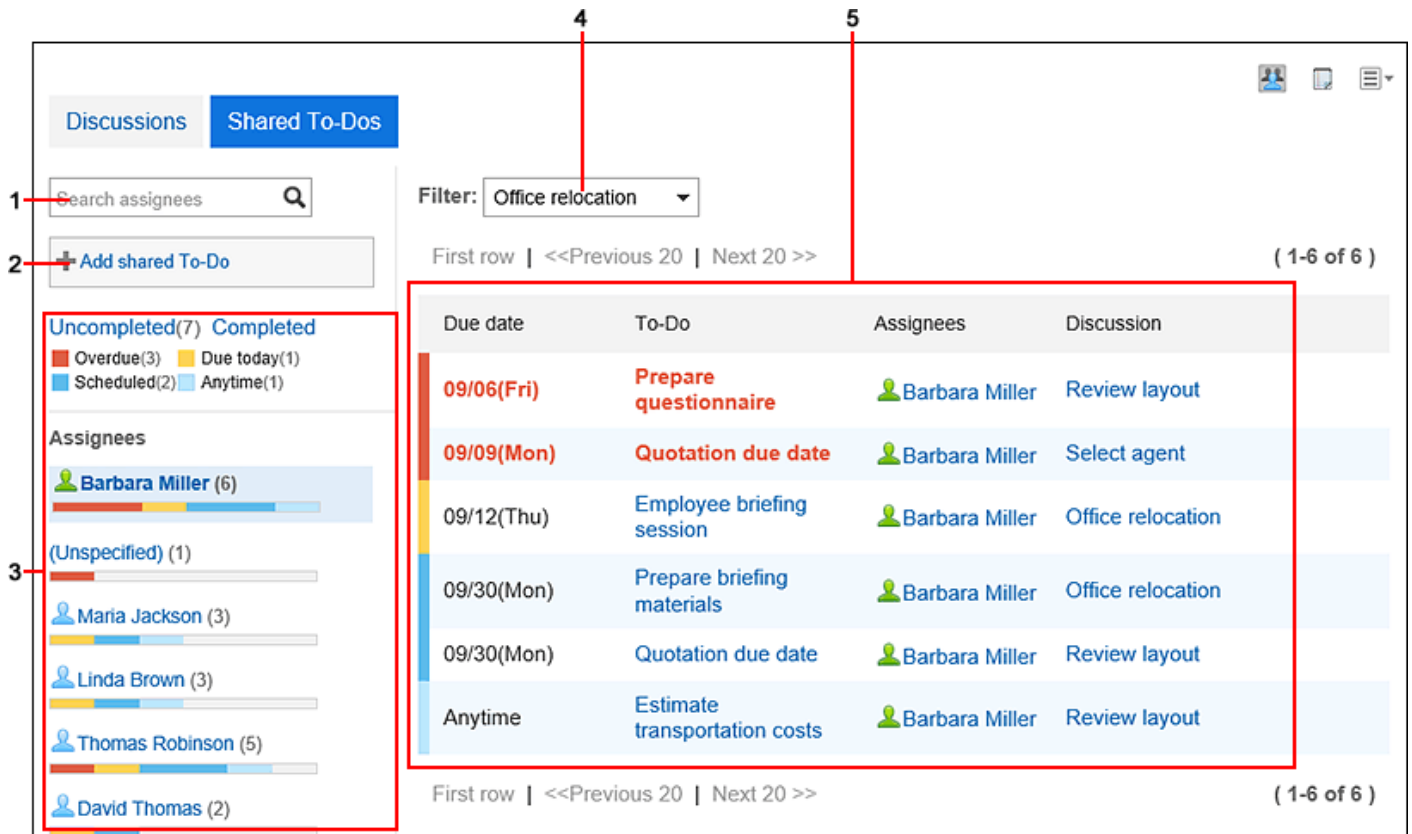 4 5
Discussions Shared To-Dos
1 Search assignees
Filter: Office relocation
2 Add shared To-Do
First row | <<Previous 20 | Next 20 >> ( 1-6 of 6 )
Uncompleted(7) Completed
Overdue(3) Due today(1)
Scheduled(2) Anytime(1)
Assignees
Barbara Miller (6)
3 (Unspecified) (1)
Maria Jackson (3)
Linda Brown (3)
Thomas Robinson (5)
David Thomas (2)
Due date To-Do Assignees Discussion
09/06(Fri) Prepare questionnaire Barbara Miller Review layout
09/09(Mon) Quotation due date Barbara Miller Select agent
09/12(Thu) Employee briefing session Barbara Miller Office relocation
09/30(Mon) Prepare briefing materials Barbara Miller Office relocation
09/30(Mon) Quotation due date Barbara Miller Review layout
Anytime Estimate transportation costs Barbara Miller Review layout
First row | <<Previous 20 | Next 20 >> ( 1-6 of 6 )